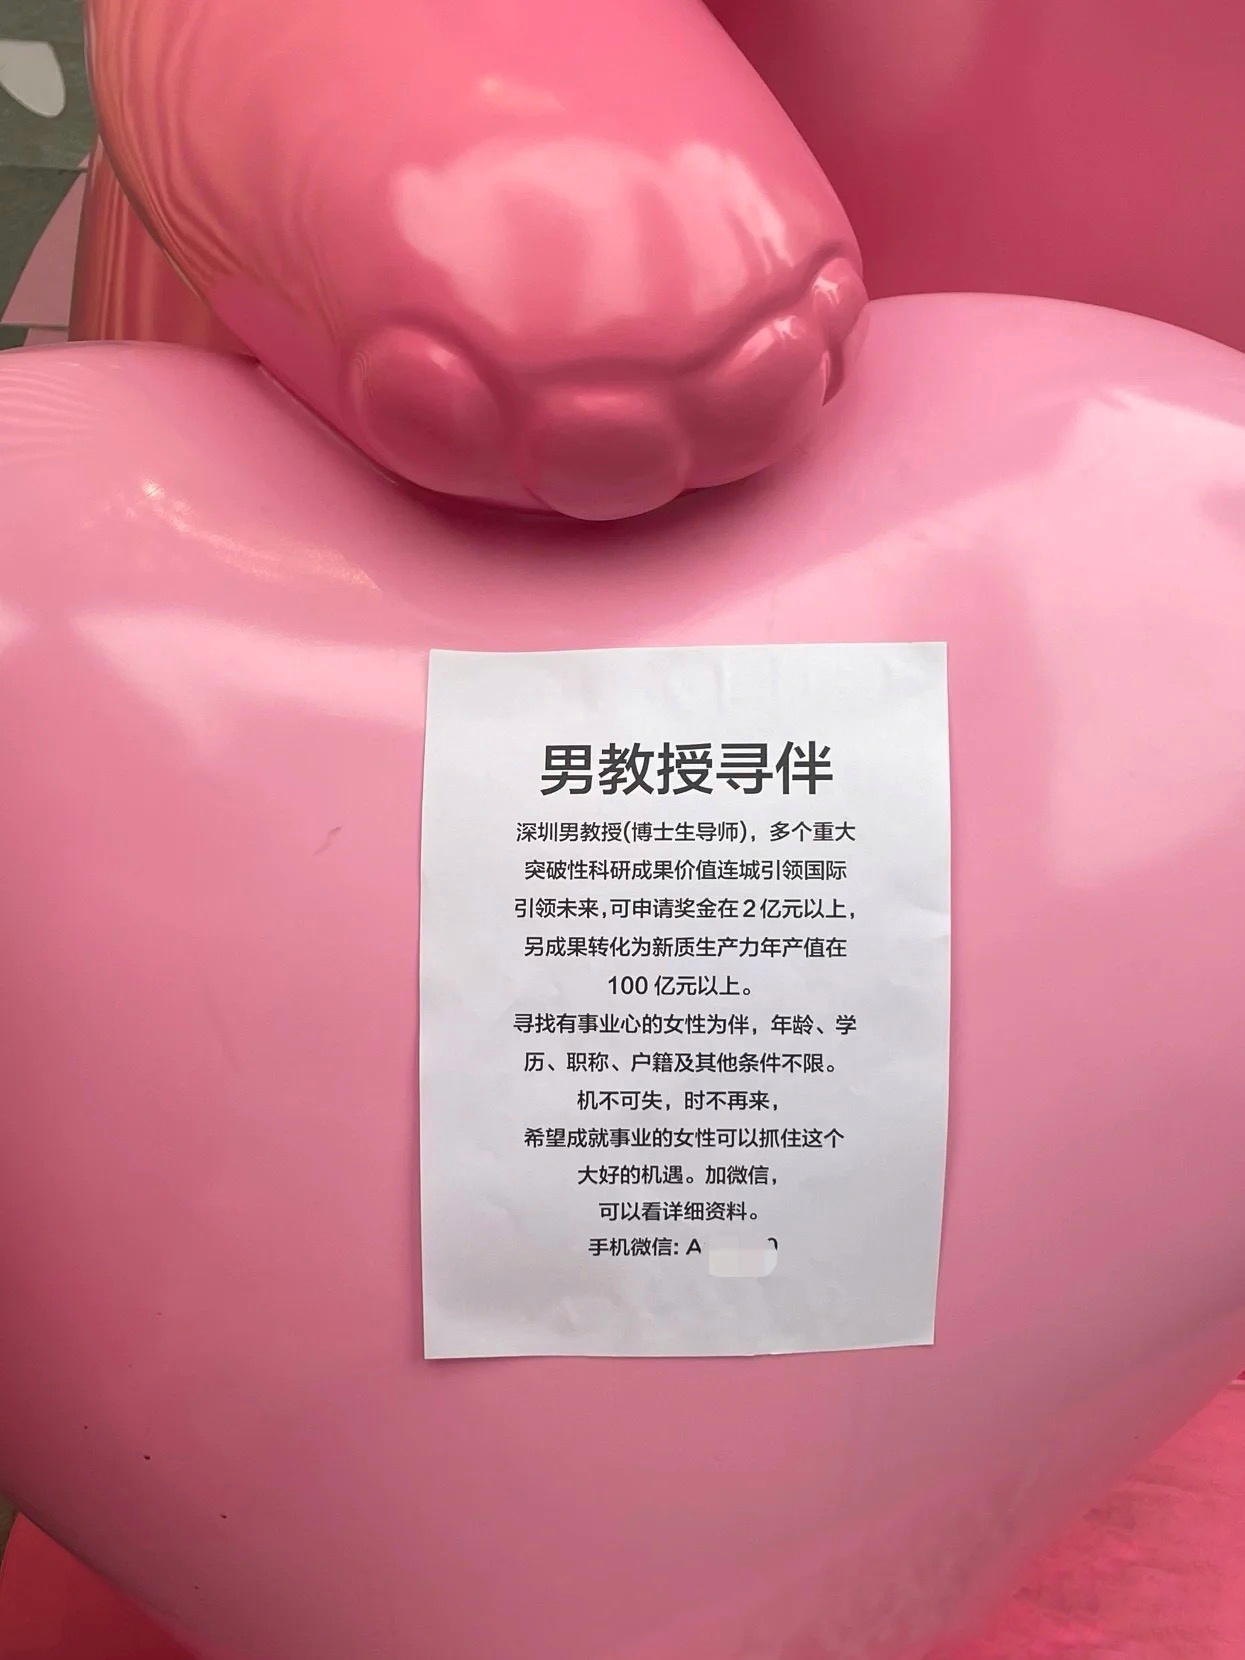 男教授寻伴
深圳男教授(博士生导师)，多个重大
突破性科研成果价值连城引领国际
引领未来,可申请奖金在2亿元以上，
另成果转化为新质生产力年产值在
100亿元以上。
寻找有事业心的女性为伴，年龄、学
历、职称、户籍及其他条件不限。
机不可失，时不再来，
希望成就事业的女性可以抓住这个
大好的机遇。加微信，
可以看详细资料。
手机微信: A